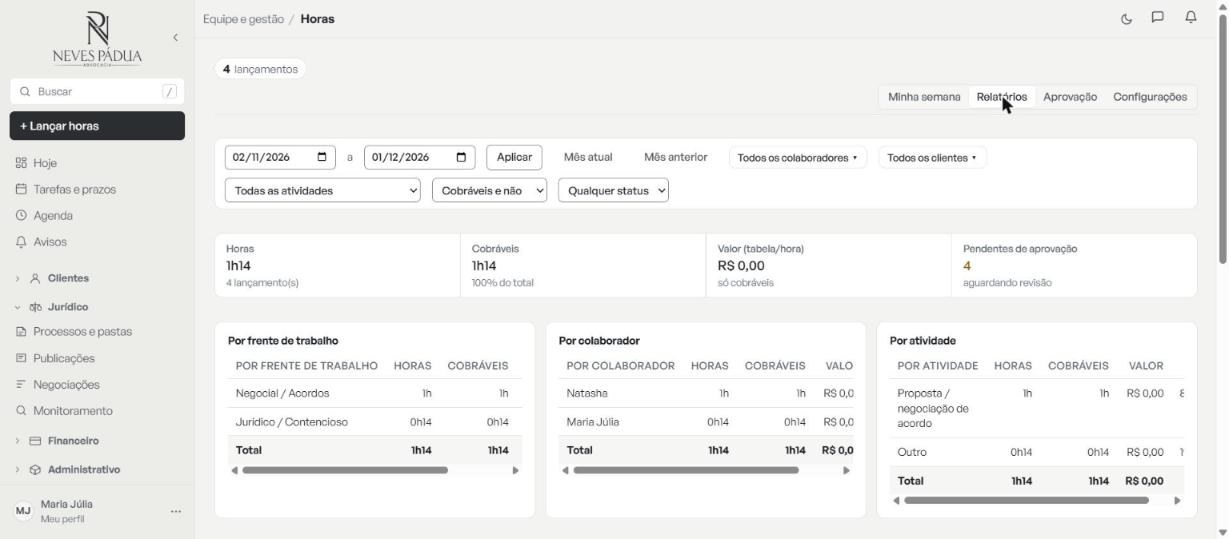 NEVES PÁDUA
ADVOCACIA
Buscar /
+ Lançar horas
Hoje
Tarefas e prazos
Agenda
Avisos
Clientes
Jurídico
Processos e pastas
Publicações
Negociações
Monitoramento
Financeiro
Administrativo
MJ Maria Júlia
Meu perfil
Equipe e gestão / Horas
4 lançamentos
Minha semana Relatórios Aprovação Configurações
02/11/2026 a 01/12/2026 Aplicar Mês atual Mês anterior Todos os colaboradores Todos os clientes
Todas as atividades Cobráveis e não Qualquer status
Horas
1h14
4 lançamento(s)
Cobráveis
1h14
100% do total
Valor (tabela/hora)
R$ 0,00
só cobráveis
Pendentes de aprovação
4
aguardando revisão
Por frente de trabalho
POR FRENTE DE TRABALHO HORAS COBRÁVEIS
Negocial / Acordos 1h 1h
Jurídico / Contencioso 0h14 0h14
Total 1h14 1h14
Por colaborador
POR COLABORADOR HORAS COBRÁVEIS VALO
Natasha 1h 1h R$ 0,0
Maria Júlia 0h14 0h14 R$ 0,0
Total 1h14 1h14 R$ 0,0
Por atividade
POR ATIVIDADE HORAS COBRÁVEIS VALOR
Proposta / 1h 1h R$ 0,00
negociação de
acordo
Outro 0h14 0h14 R$ 0,00
Total 1h14 1h14 R$ 0,00